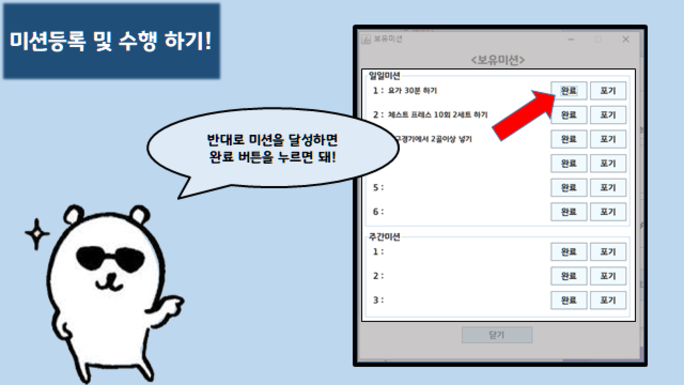 미션등록 및 수행 하기!
보유미션
<보유미션>
일일미션
1 : 요가 30분 하기 완료 포기
2 : 체스트 프레스 10회 2세트 하기 완료 포기
구경기에서 2골이상 넣기 완료 포기
완료 포기
5 : 완료 포기
6 : 완료 포기
주간미션
1 : 완료 포기
2 : 완료 포기
3 : 완료 포기
닫기
반대로 미션을 달성하면
완료 버튼을 누르면 돼!